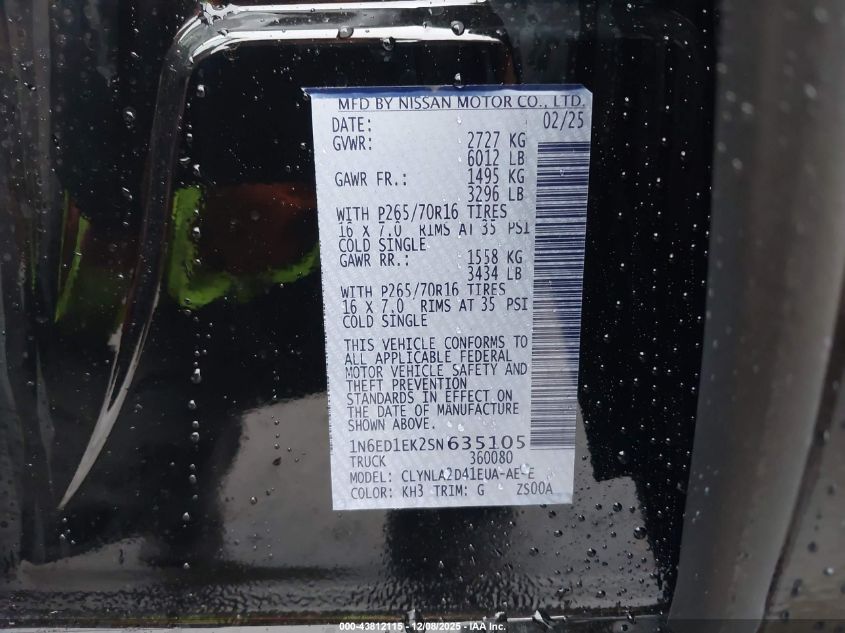 MFD BY NISSAN MOTOR CO., LTD.
DATE: 02/25
GVWR: 2727 KG
6012 LB
GAWR FR.: 1495 KG
3296 LB
WITH P265/70R16 TIRES
16 X 7.0 RIMS AT 35 PSI
COLD SINGLE
GAWR RR.: 1558 KG
3434 LB
WITH P265/70R16 TIRES
16 X 7.0 RIMS AT 35 PSI
COLD SINGLE
THIS VEHICLE CONFORMS TO
ALL APPLICABLE FEDERAL
MOTOR VEHICLE SAFETY AND
THEFT PREVENTION
STANDARDS IN EFFECT ON
THE DATE OF MANUFACTURE
SHOWN ABOVE.
1N6ED1EK2SN635105
TRUCK 360080
MODEL: CLYNLA2D41EUA-AE-E
COLOR: KH3 TRIM: G ZS00A
000-43812115 - 12/08/2025 - IAA Inc.